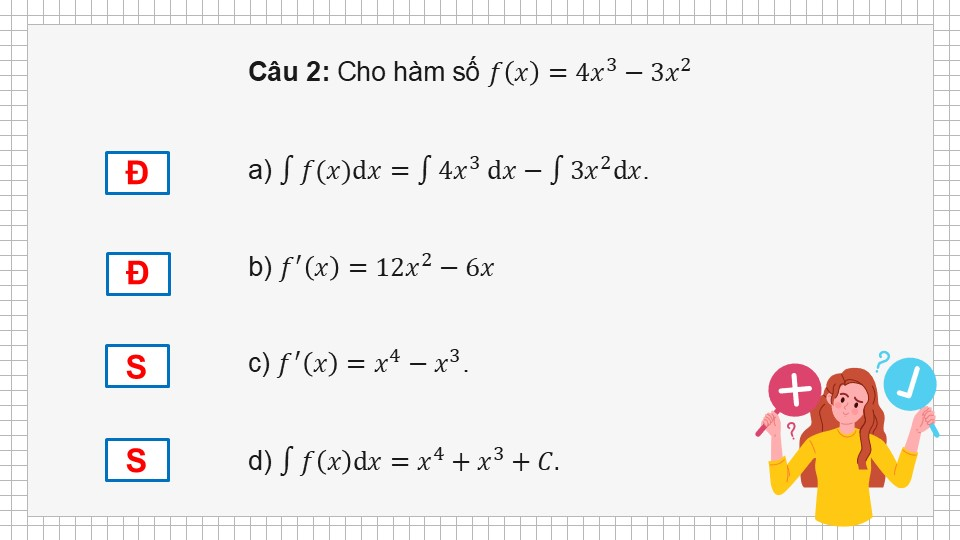 Câu 2: Cho hàm số 𝑓(𝑥) = 4𝑥³ − 3𝑥²
Đ a) ∫ 𝑓(𝑥)d𝑥 = ∫ 4𝑥³ d𝑥 − ∫ 3𝑥²d𝑥.
Đ b) 𝑓′(𝑥) = 12𝑥² − 6𝑥
S c) 𝑓′(𝑥) = 𝑥⁴ − 𝑥³.
S d) ∫ 𝑓(𝑥)d𝑥 = 𝑥⁴ + 𝑥³ + 𝐶.